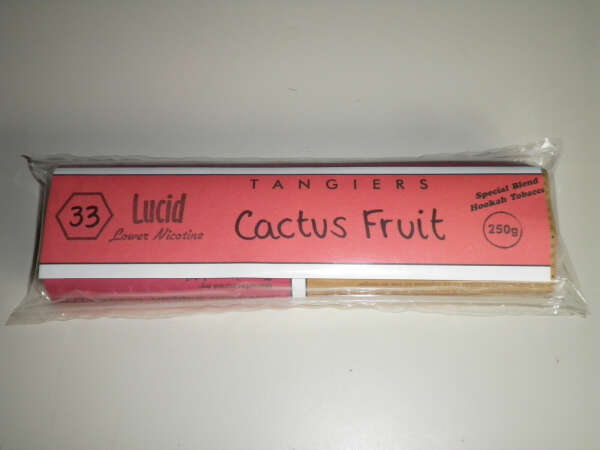 TANGIERS
33
Lucid
Lower Nicotine
Cactus Fruit
Special Blend
Hookah Tobacco
250g